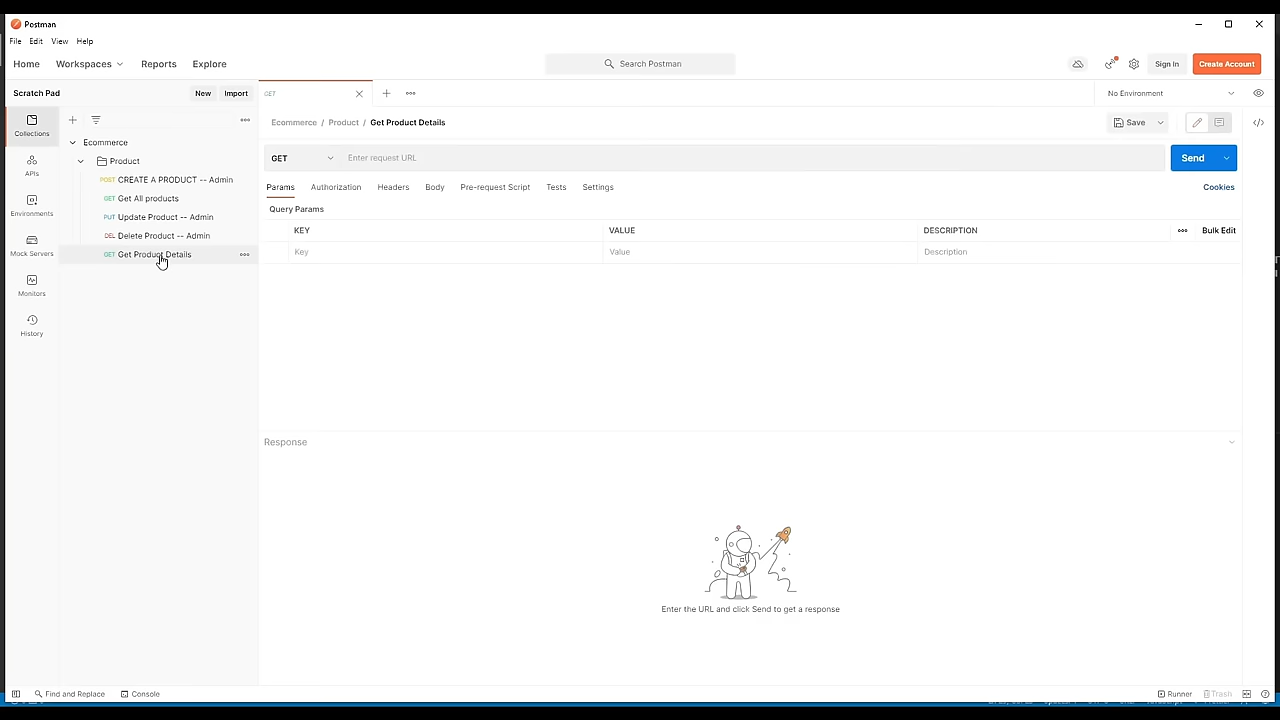 Postman
File Edit View Help
Home Workspaces Reports Explore Search Postman Sign In Create Account
Scratch Pad New Import GET No Environment
Collections
APIs
Environments
Mock Servers
Monitors
History
Ecommerce
Product
POST CREATE A PRODUCT -- Admin
GET Get All products
PUT Update Product -- Admin
DEL Delete Product -- Admin
GET Get Product Details
Ecommerce / Product / Get Product Details Save
GET Enter request URL Send
Params Authorization Headers Body Pre-request Script Tests Settings Cookies
Query Params
KEY VALUE DESCRIPTION Bulk Edit
Key Value Description
Response
Enter the URL and click Send to get a response
Find and Replace Console Runner Trash